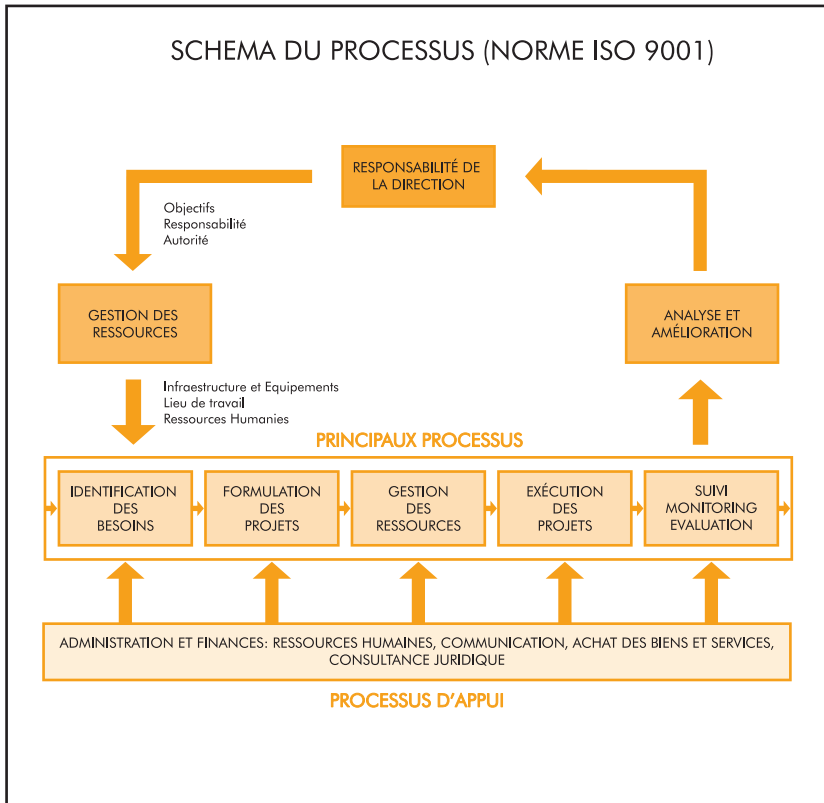 SCHEMA DU PROCESSUS (NORME ISO 9001)
RESPONSABILITÉ DE
LA DIRECTION
Objectifs
Responsabilité
Autorité
GESTION DES
RESSOURCES
ANALYSE ET
AMÉLIORATION
Infraestructure et Equipements
Lieu de travail
Ressources Humanies
PRINCIPAUX PROCESSUS
IDENTIFICATION
DES
BESOINS
FORMULATION
DES
PROJETS
GESTION
DES
RESSOURCES
EXÉCUTION
DES
PROJETS
SUIVI
MONITORING
EVALUATION
ADMINISTRATION ET FINANCES: RESSOURCES HUMAINES, COMMUNICATION, ACHAT DES BIENS ET SERVICES,
CONSULTANCE JURIDIQUE
PROCESSUS D'APPUI